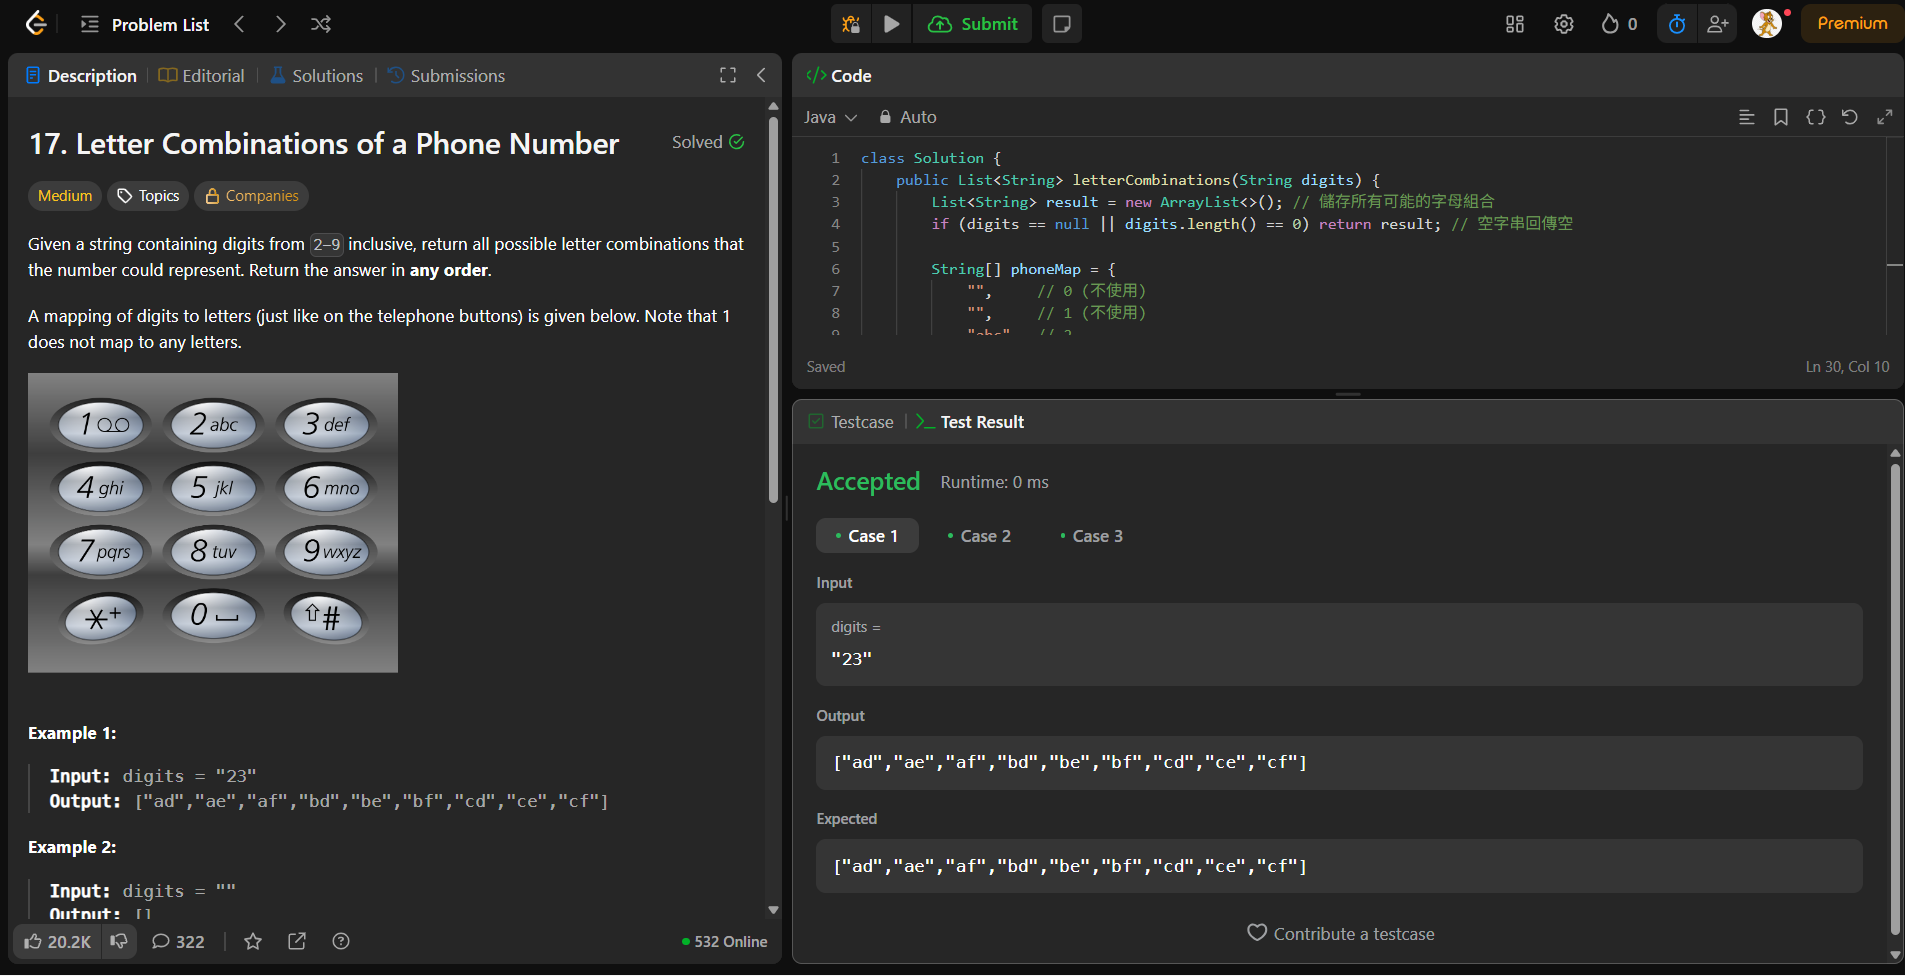 Problem List
Submit
0
Premium
Description
Editorial
Solutions
Submissions
17. Letter Combinations of a Phone Number
Solved
Medium
Topics
Companies
Given a string containing digits from 2-9 inclusive, return all possible letter combinations that
the number could represent. Return the answer in any order.
A mapping of digits to letters (just like on the telephone buttons) is given below. Note that 1
does not map to any letters.
1
2 abc
3 def
4 ghi
5 jkl
6 mno
7 pqrs
8 tuv
9 wxyz
*+
0
#
Example 1:
Input: digits = "23"
Output: ["ad","ae","af","bd","be","bf","cd","ce","cf"]
Example 2:
Input: digits = ""
Output: []
20.2K
322
532 Online
</> Code
Java
Auto
1 class Solution {
2 public List<String> letterCombinations(String digits) {
3 List<String> result = new ArrayList<>(); // 儲存所有可能的字母組合
4 if (digits == null || digits.length() == 0) return result; // 空字串回傳空
5
6 String[] phoneMap = {
7 "", // 0 (不使用)
8 "", // 1 (不使用)
9 "abc" // 2
Saved
Ln 30, Col 10
Testcase
Test Result
Accepted
Runtime: 0 ms
Case 1
Case 2
Case 3
Input
digits =
"23"
Output
["ad","ae","af","bd","be","bf","cd","ce","cf"]
Expected
["ad","ae","af","bd","be","bf","cd","ce","cf"]
Contribute a testcase